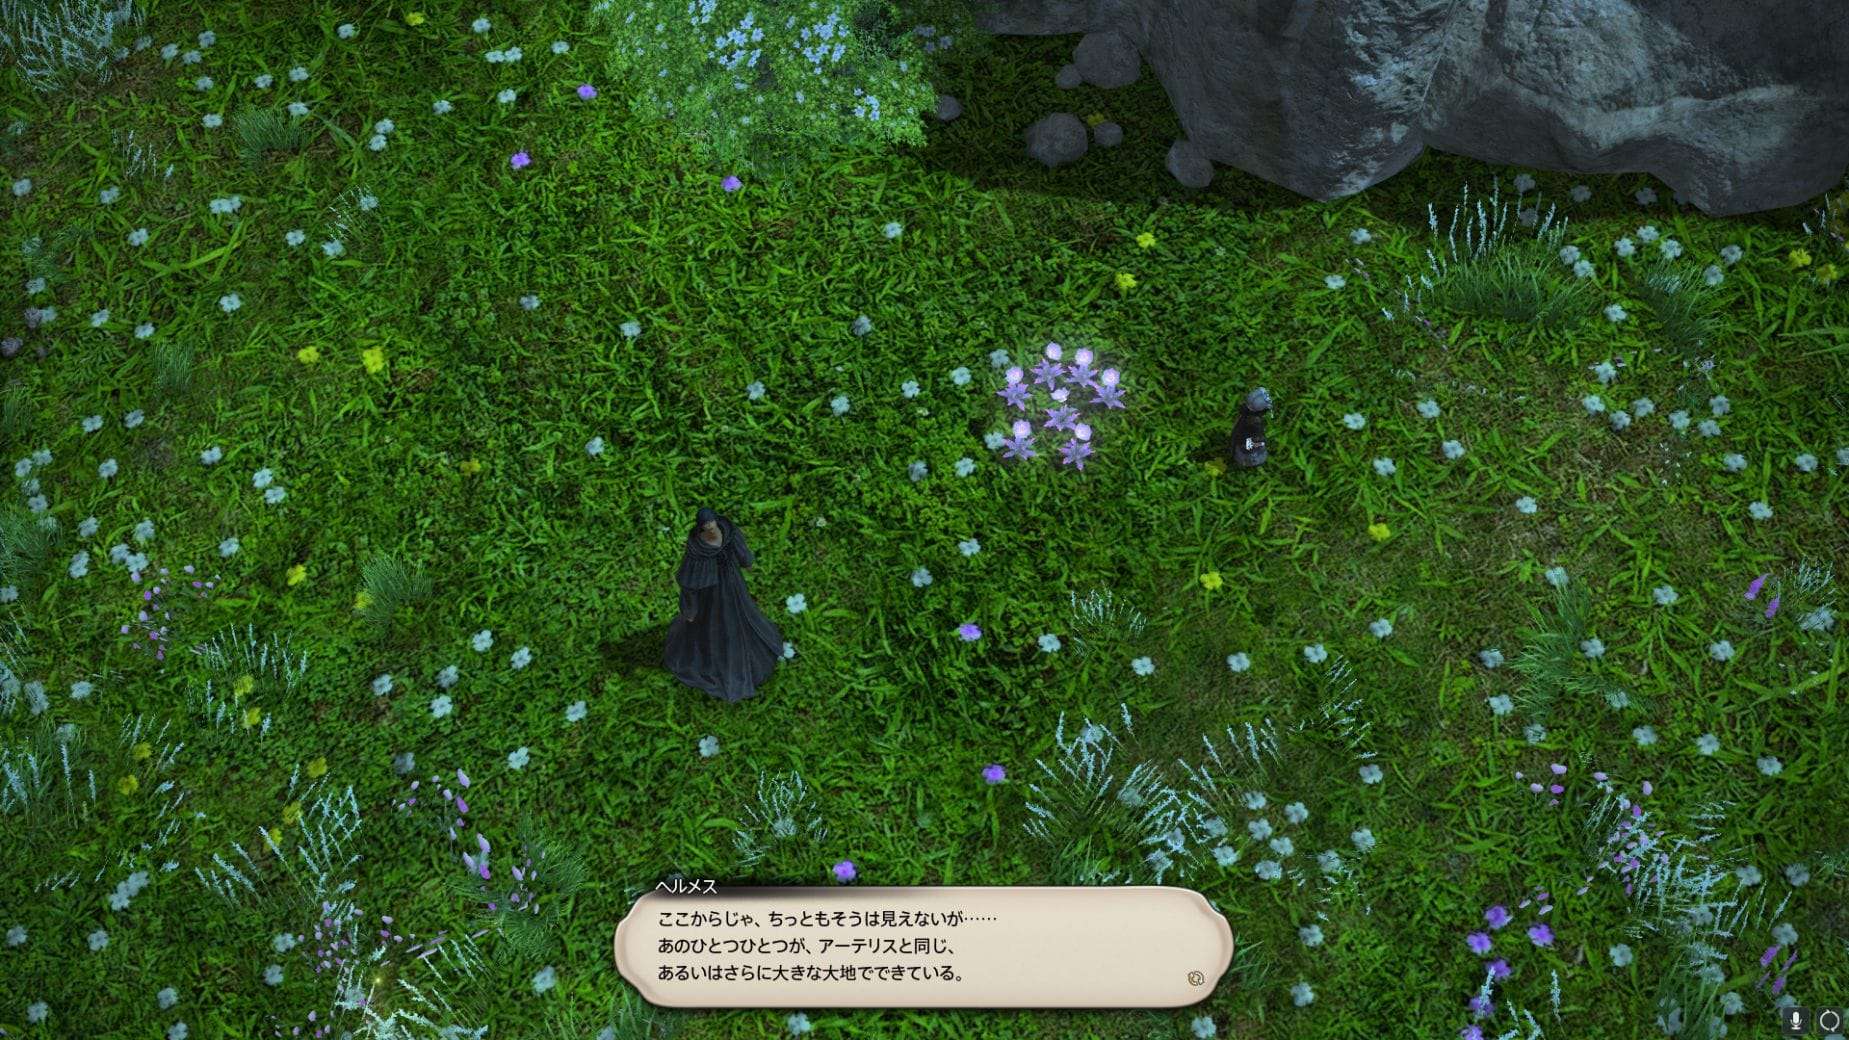 ヘルメス
ここからじゃ、ちっともそうは見えないが……
あのひとつひとつが、アーテリスと同じ、
あるいはさらに大きな大地でできている。